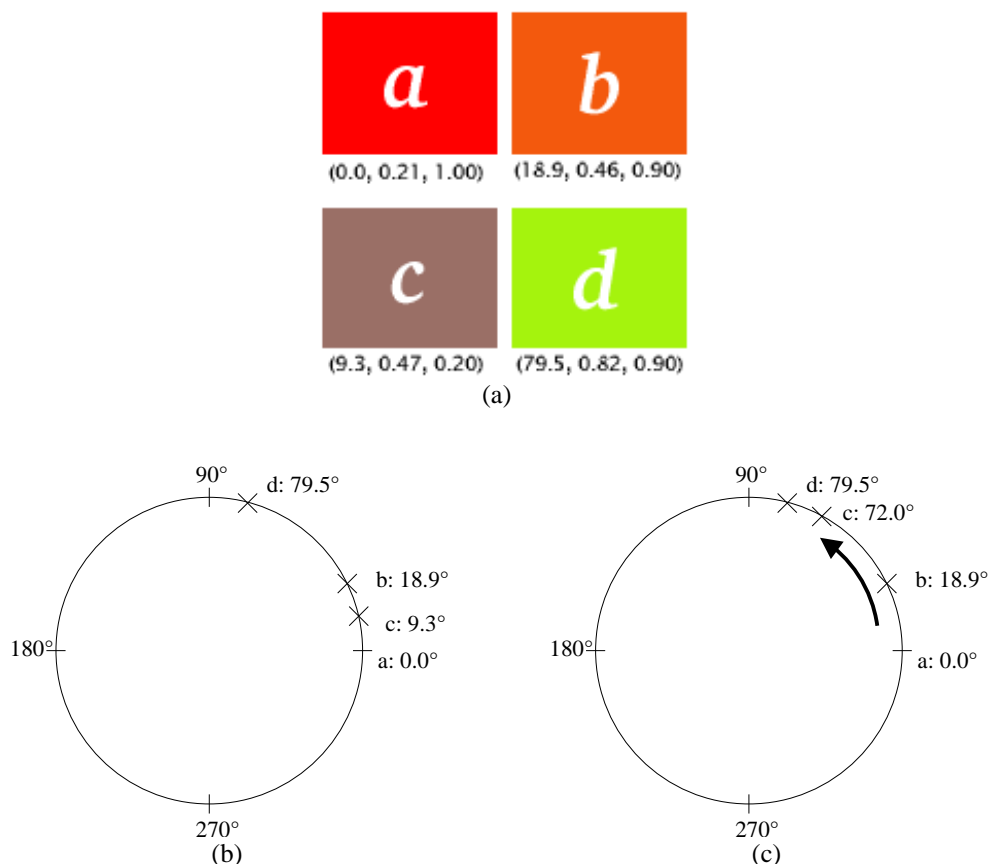 a b
(0.0, 0.21, 1.00) (18.9, 0.46, 0.90)
c d
(9.3, 0.47, 0.20) (79.5, 0.82, 0.90)
(a)
90°
d: 79.5°
b: 18.9°
c: 9.3°
180°
a: 0.0°
270°
(b)
90°
d: 79.5°
c: 72.0°
b: 18.9°
180°
a: 0.0°
270°
(c)